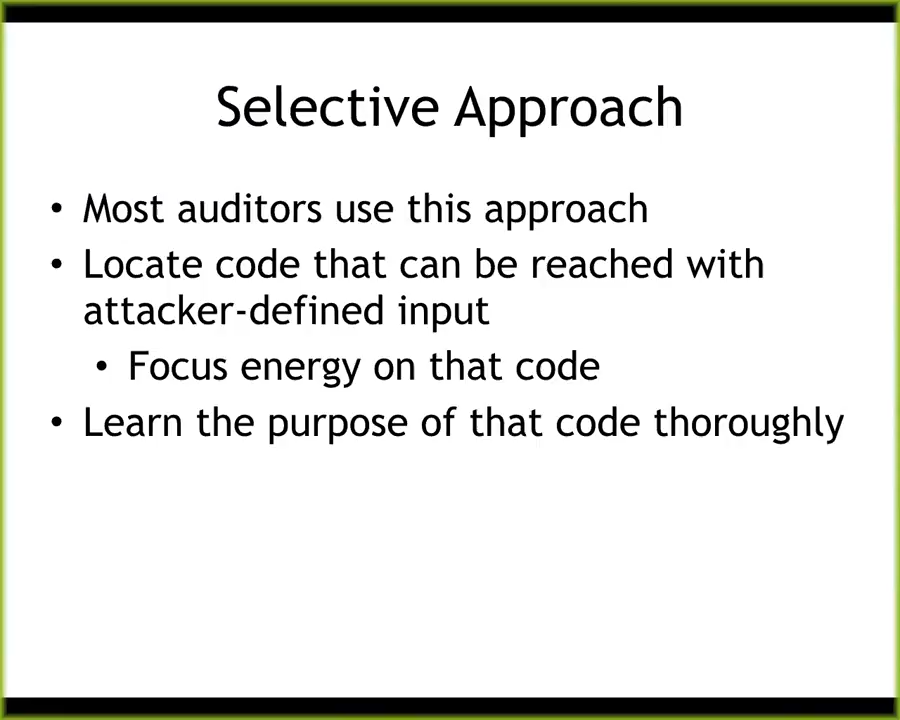 Selective Approach
• Most auditors use this approach
• Locate code that can be reached with
attacker-defined input
• Focus energy on that code
• Learn the purpose of that code thoroughly